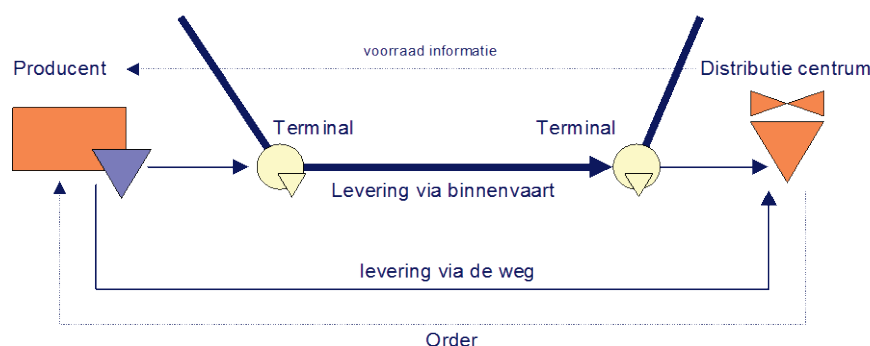 voorraad informatie
Producent
Distributie centrum
Terminal
Terminal
Levering via binnenvaart
levering via de weg
Order